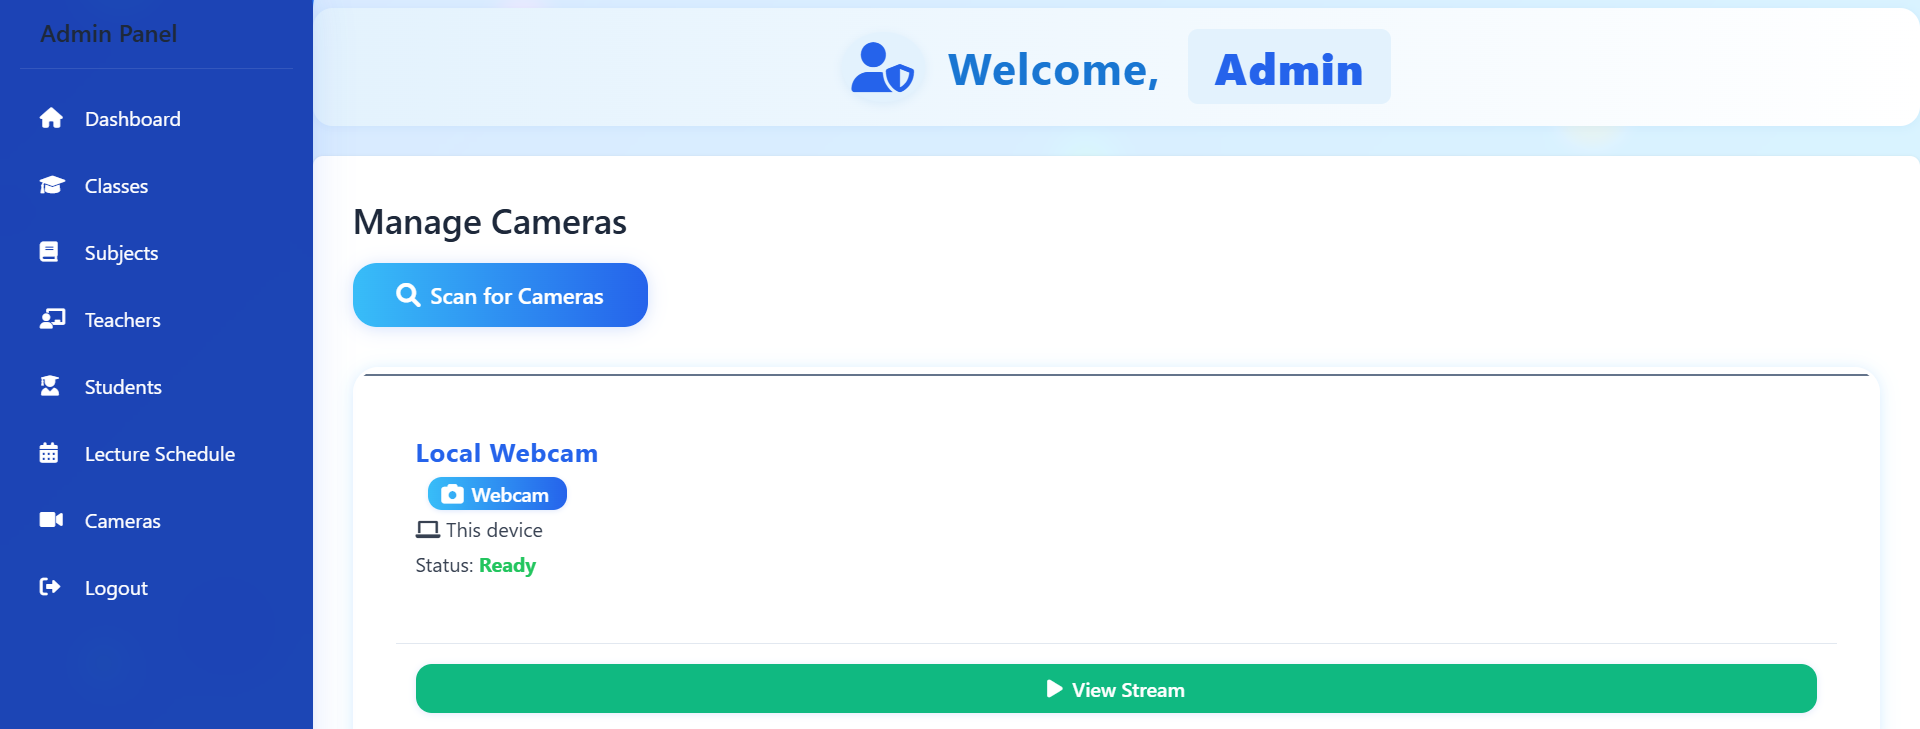 Admin Panel
Dashboard
Classes
Subjects
Teachers
Students
Lecture Schedule
Cameras
Logout
Welcome, Admin
Manage Cameras
Scan for Cameras
Local Webcam
Webcam
This device
Status: Ready
View Stream